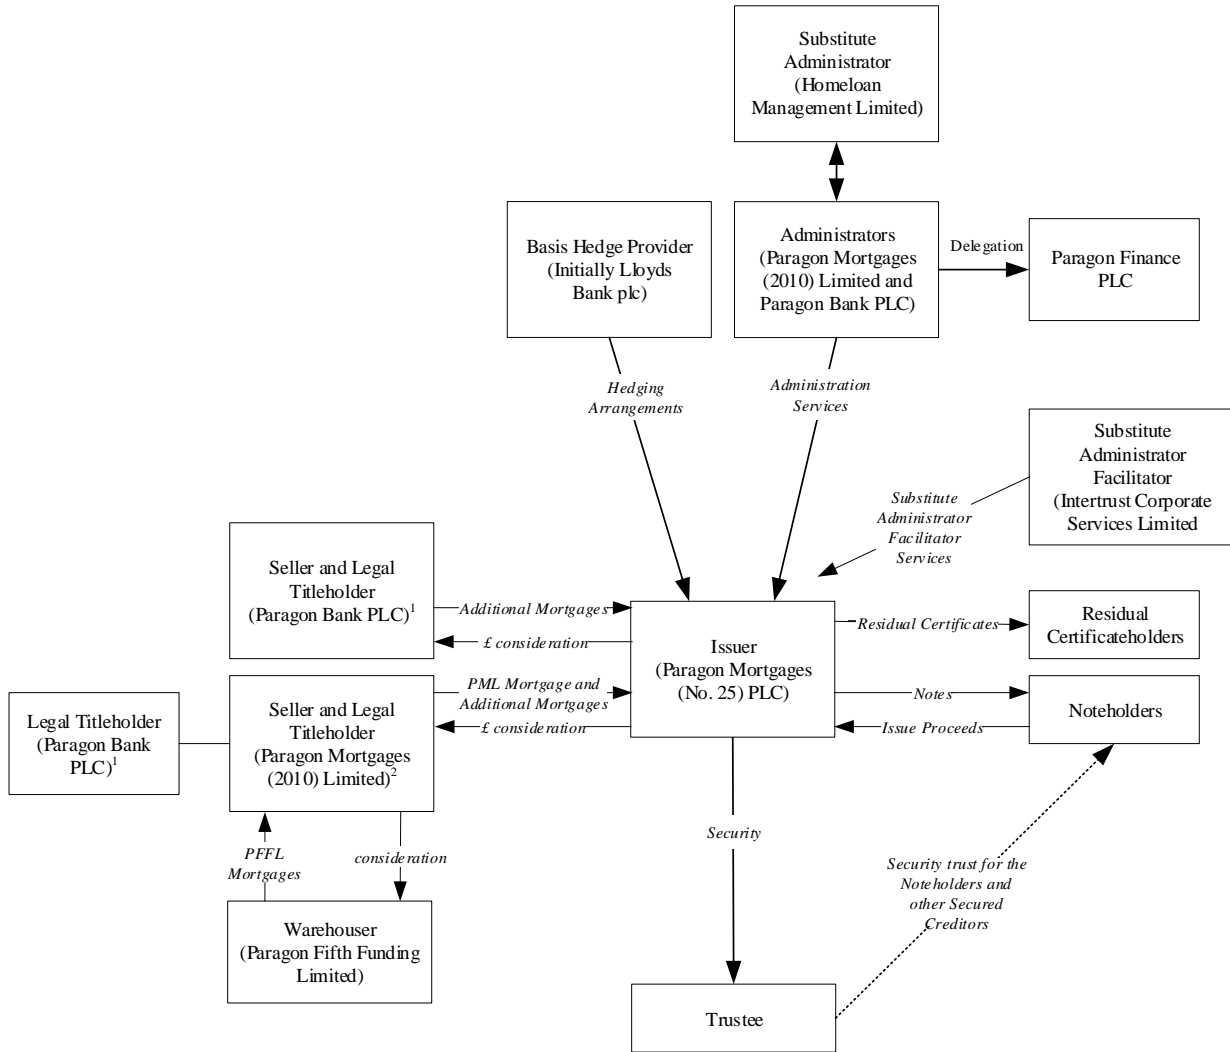 Substitute
Administrator
(Homeloan
Management Limited)
Basis Hedge Provider
(Initially Lloyds
Bank plc)
Administrators
(Paragon Mortgages
(2010) Limited and
Paragon Bank PLC)
Delegation
Paragon Finance
PLC
Hedging
Arrangements
Administration
Services
Substitute
Administrator
Facilitator
(Intertrust Corporate
Services Limited
Substitute
Administrator
Facilitator
Services
Seller and Legal
Titleholder
(Paragon Bank PLC)1
Additional Mortgages
£ consideration
Issuer
(Paragon Mortgages
(No. 25) PLC)
Residual Certificates
Residual
Certificateholders
Legal Titleholder
(Paragon Bank
PLC)1
Seller and Legal
Titleholder
(Paragon Mortgages
(2010) Limited)2
PML Mortgage and
Additional Mortgages
£ consideration
Notes
Issue Proceeds
Noteholders
PFFL
Mortgages
consideration
Security
Security trust for the
Noteholders and
other Secured
Creditors
Warehouser
(Paragon Fifth Funding
Limited)
Trustee